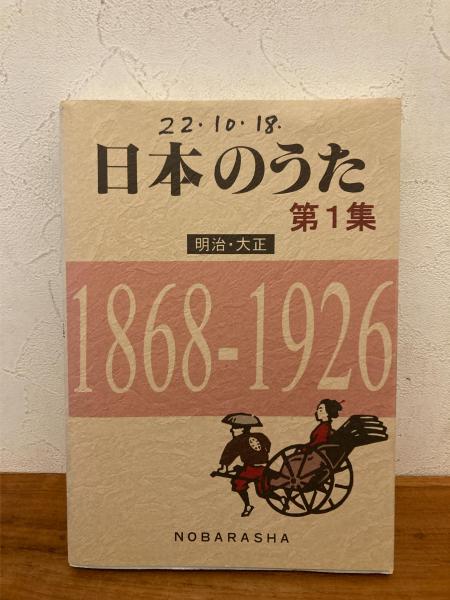 22.10.18.
日本のうた
第1集
明治・大正
1868-1926
NOBARASHA